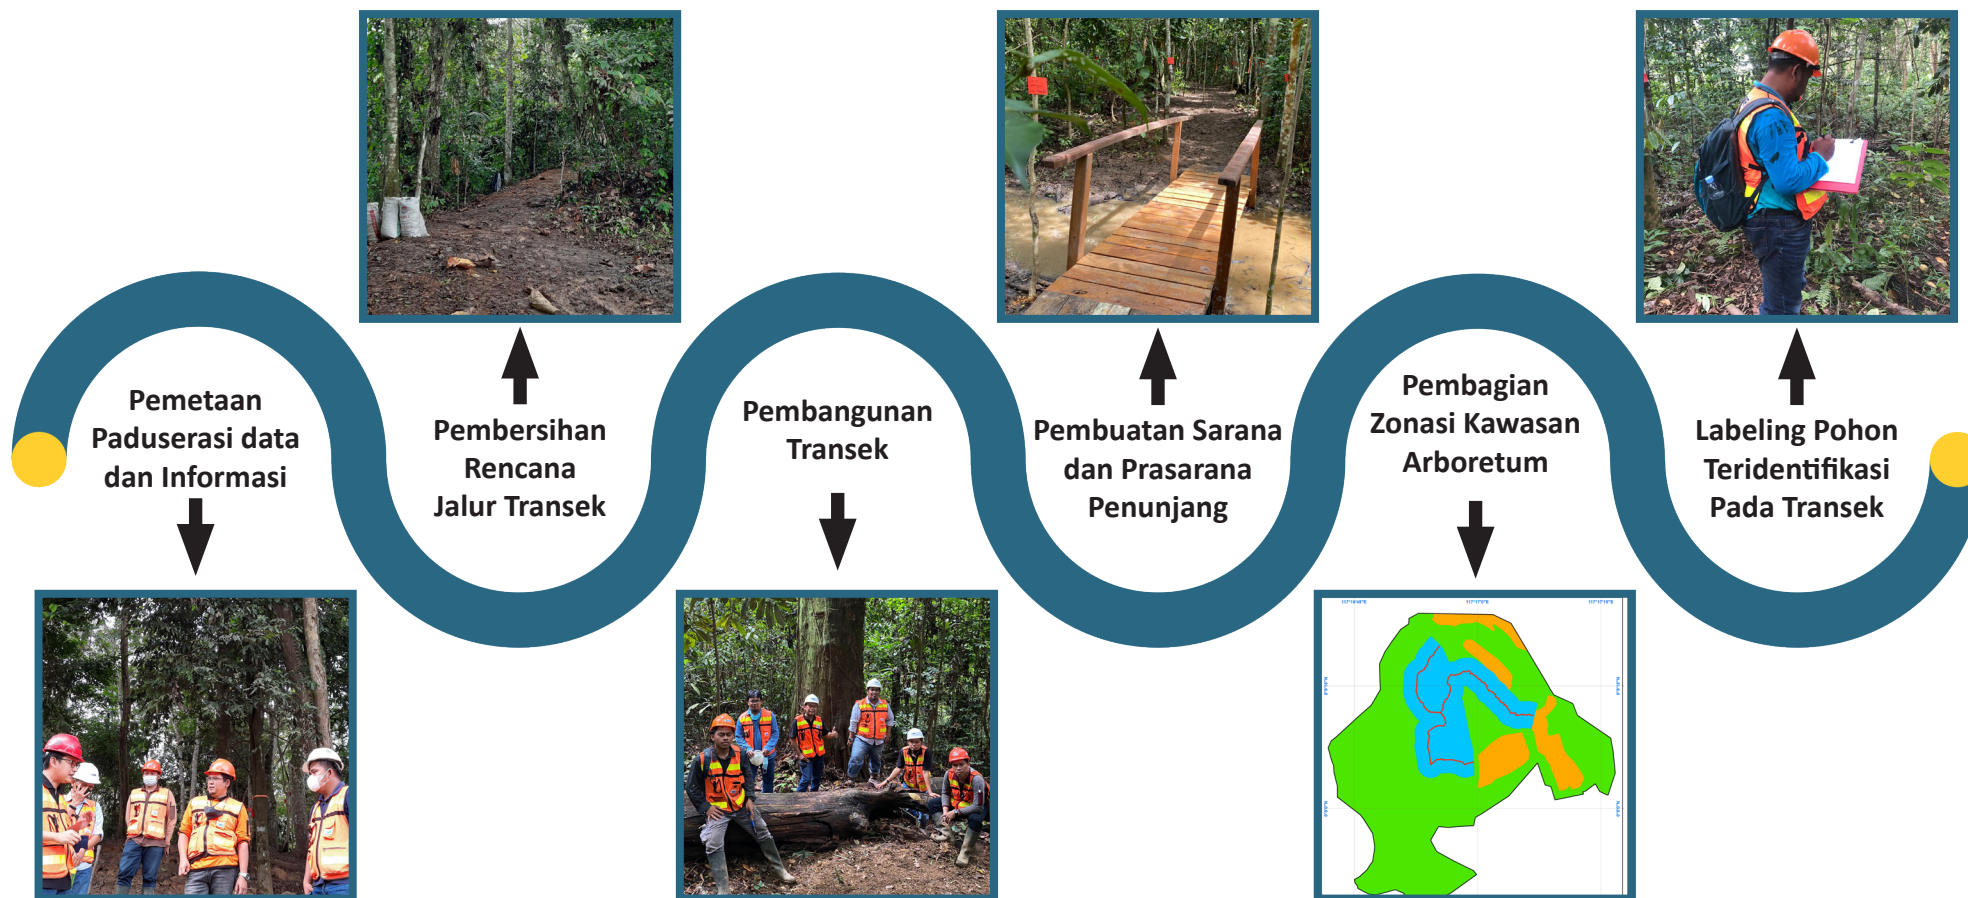 Pemetaan
Paduserasi data
dan Informasi
Pembersihan
Rencana
Jalur Transek
Pembangunan
Transek
Pembuatan Sarana
dan Prasarana
Penunjang
Pembagian
Zonasi Kawasan
Arboretum
Labeling Pohon
Teridentifikasi
Pada Transek